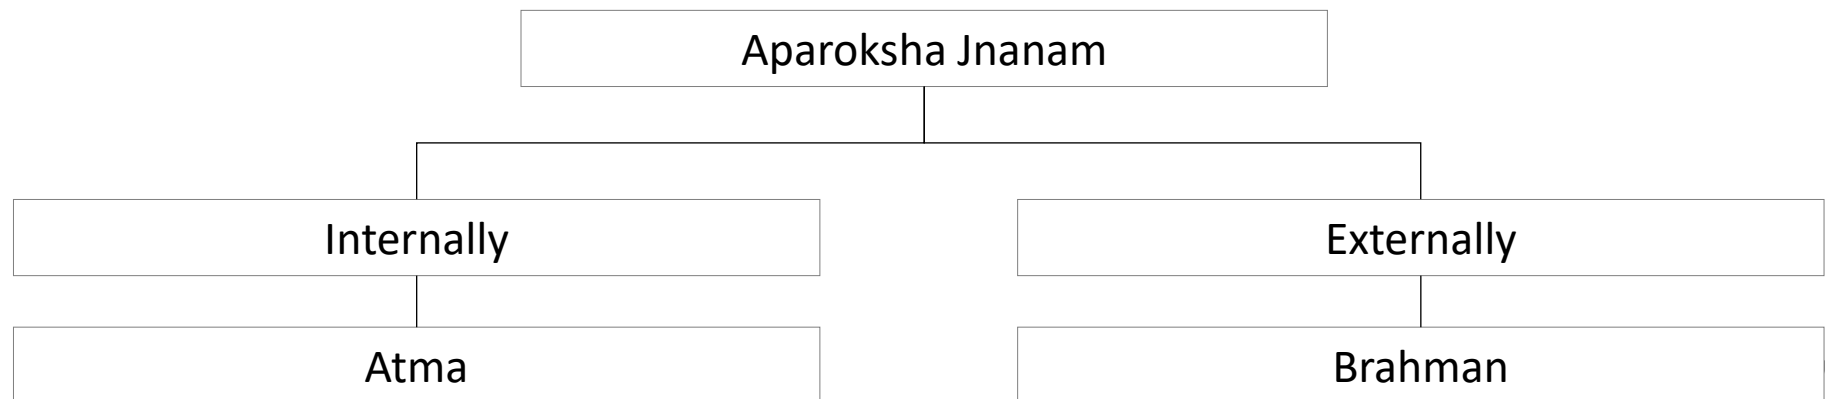 Aparoksha Jnanam
Internally
Externally
Atma
Brahman